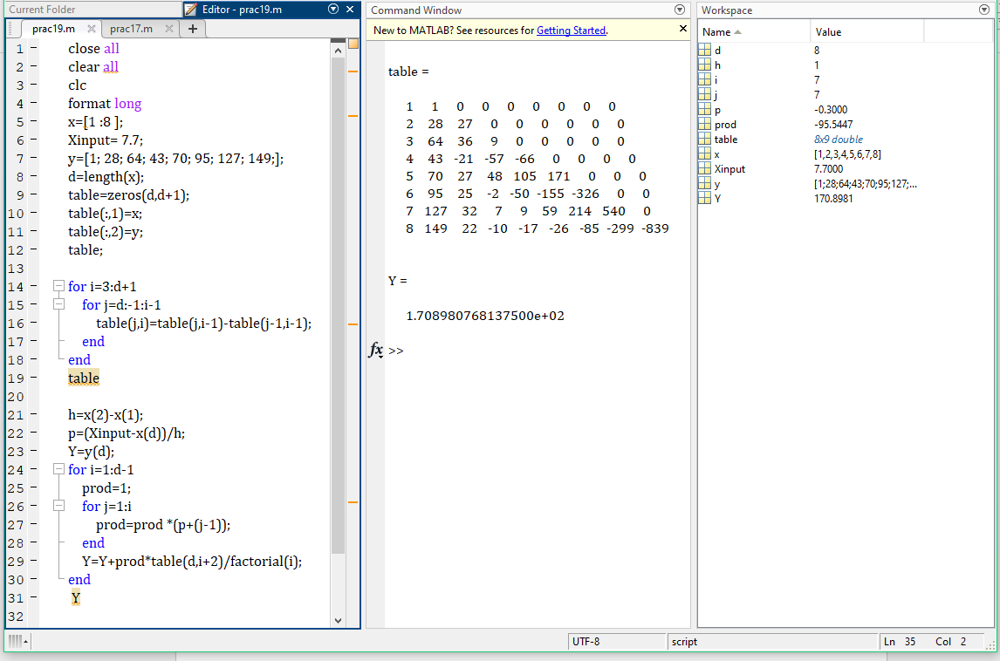 Current Folder
Editor - prac19.m
prac19.m
prac17.m
+
1 close all
2 clear all
3 clc
4 format long
5 x=[1 :8 ];
6 Xinput= 7.7;
7 y=[1; 28; 64; 43; 70; 95; 127; 149;];
8 d=length(x);
9 table=zeros(d,d+1);
10 table(:,1)=x;
11 table(:,2)=y;
12 table;
13
14 for i=3:d+1
15 for j=d:-1:i-1
16 table(j,i)=table(j,i-1)-table(j-1,i-1);
17 end
18 end
19 table
20
21 h=x(2)-x(1);
22 p=(Xinput-x(d))/h;
23 Y=y(d);
24 for i=1:d-1
25 prod=1;
26 for j=1:i
27 prod=prod *(p+(j-1));
28 end
29 Y=Y+prod*table(d,i+2)/factorial(i);
30 end
31 Y
32
Command Window
New to MATLAB? See resources for Getting Started.
table =
1 1 0 0 0 0 0 0 0
2 28 27 0 0 0 0 0 0
3 64 36 9 0 0 0 0 0
4 43 -21 -57 -66 0 0 0 0
5 70 27 48 105 171 0 0 0
6 95 25 -2 -50 -155 -326 0 0
7 127 32 7 9 59 214 540 0
8 149 22 -10 -17 -26 -85 -299 -839
Y =
1.708980768137500e+02
fx >>
Workspace
Name Value
d 8
h 1
i 7
j 7
p -0.3000
prod -95.5447
table 8x9 double
x [1,2,3,4,5,6,7,8]
Xinput 7.7000
y [1;28;64;43;70;95;127;...
Y 170.8981
UTF-8
script
Ln 35 Col 2